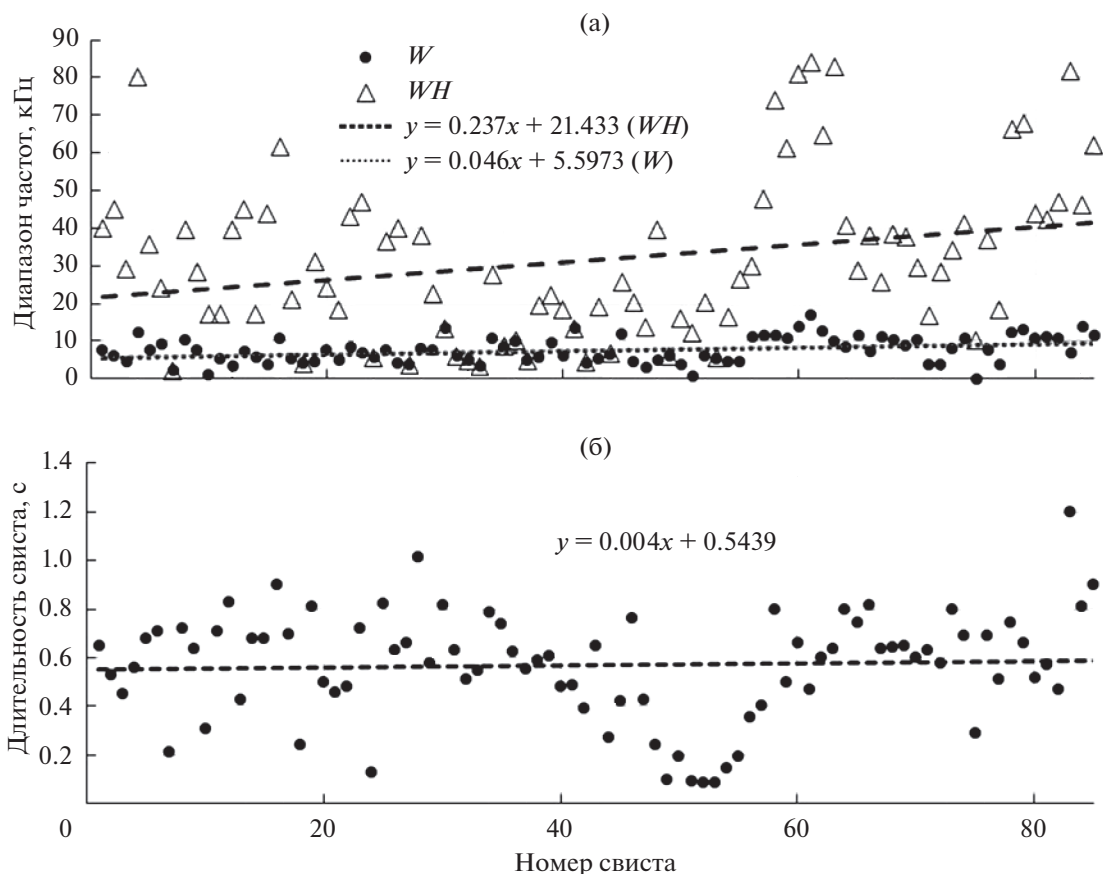 (а)
Диапазон частот, кГц
90
80
70
60
50
40
30
20
10
0
W
WH
y = 0.237x + 21.433 (WH)
y = 0.046x + 5.5973 (W)
(б)
Длительность свиста, с
1.4
1.2
1.0
0.8
0.6
0.4
0.2
y = 0.004x + 0.5439
0 20 40 60 80
Номер свиста